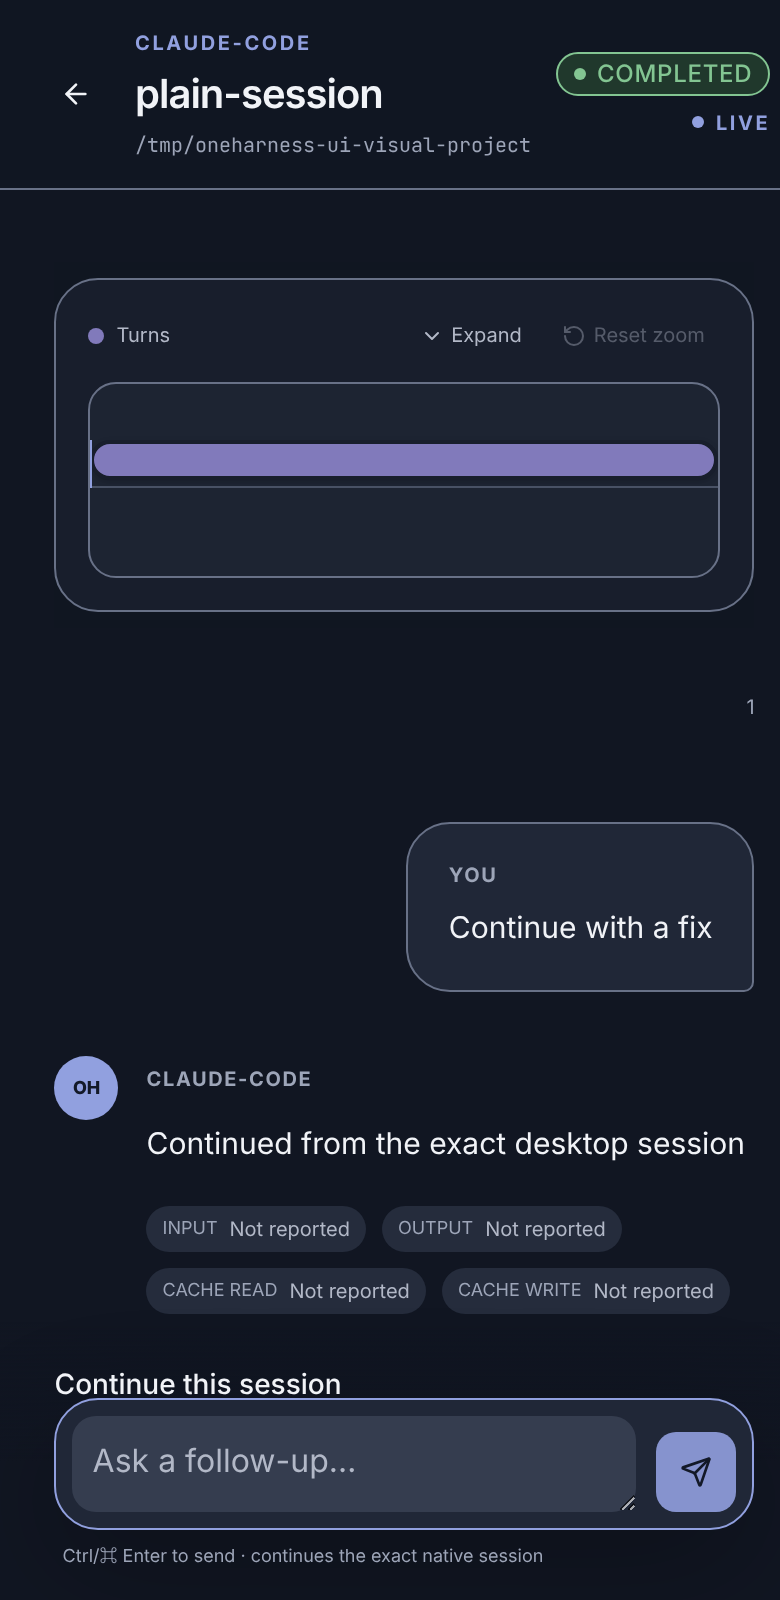 CLAUDE-CODE
plain-session
/tmp/oneharness-ui-visual-project
COMPLETED
LIVE
Turns
Expand
Reset zoom
1
YOU
Continue with a fix
OH
CLAUDE-CODE
Continued from the exact desktop session
INPUT Not reported
OUTPUT Not reported
CACHE READ Not reported
CACHE WRITE Not reported
Continue this session
Ask a follow-up...
Ctrl/⌘ Enter to send · continues the exact native session